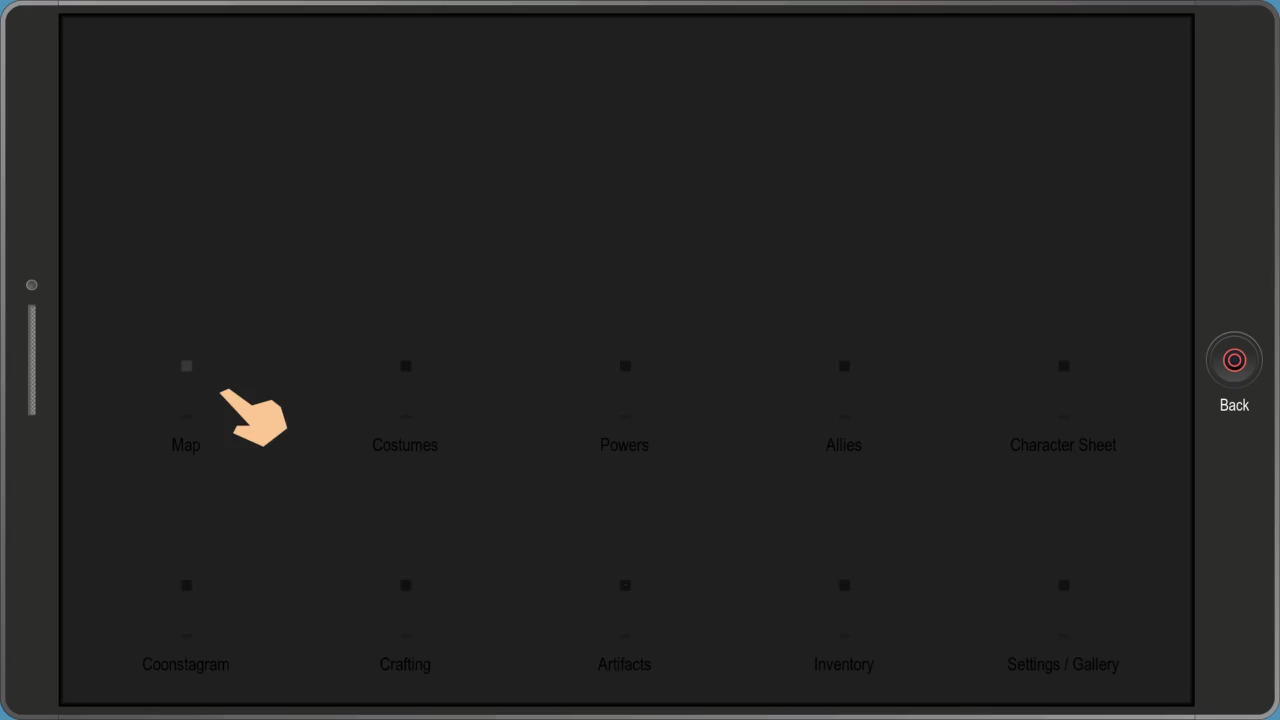 Back
Map
Costumes
Powers
Allies
Character Sheet
Coonstagram
Crafting
Artifacts
Inventory
Settings / Gallery